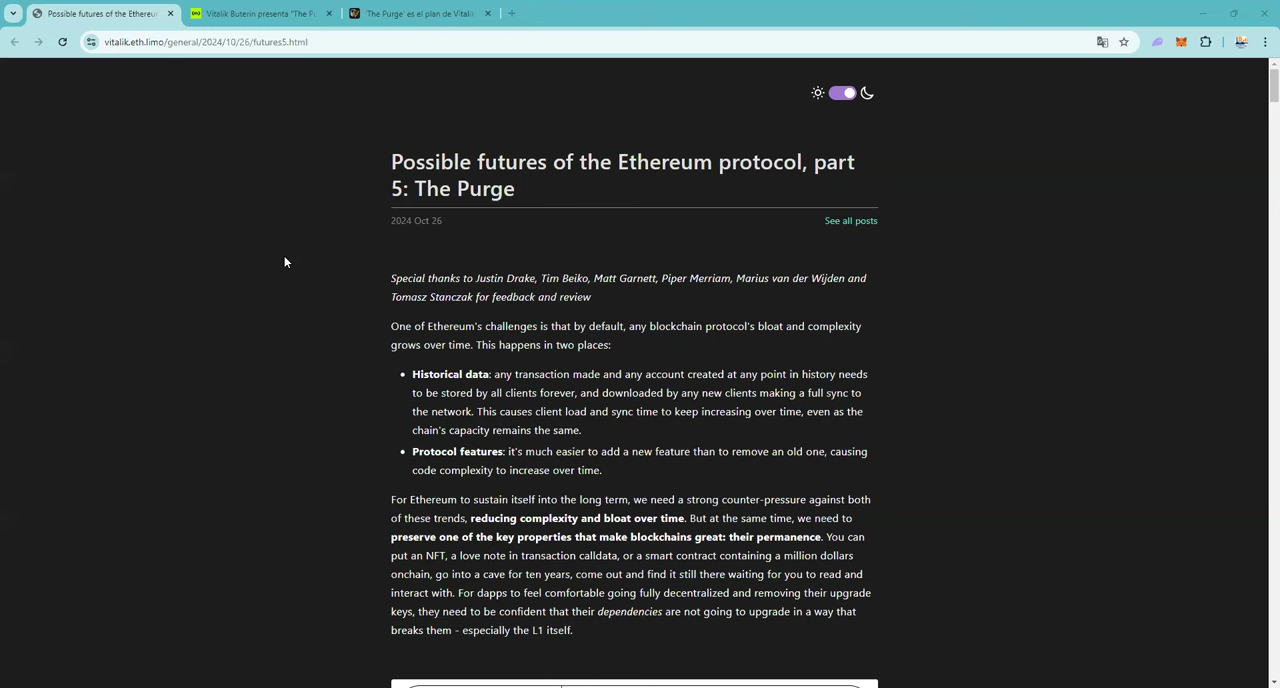 Possible futures of the Ethereur
Vitalik Buterin presenta "The Pu
'The Purge' es el plan de Vitali
vitalik.eth.limo/general/2024/10/26/futures5.html
Possible futures of the Ethereum protocol, part
5: The Purge
2024 Oct 26
See all posts
Special thanks to Justin Drake, Tim Beiko, Matt Garnett, Piper Merriam, Marius van der Wijden and
Tomasz Stanczak for feedback and review
One of Ethereum's challenges is that by default, any blockchain protocol's bloat and complexity
grows over time. This happens in two places:
• Historical data: any transaction made and any account created at any point in history needs
to be stored by all clients forever, and downloaded by any new clients making a full sync to
the network. This causes client load and sync time to keep increasing over time, even as the
chain's capacity remains the same.
• Protocol features: it's much easier to add a new feature than to remove an old one, causing
code complexity to increase over time.
For Ethereum to sustain itself into the long term, we need a strong counter-pressure against both
of these trends, reducing complexity and bloat over time. But at the same time, we need to
preserve one of the key properties that make blockchains great: their permanence. You can
put an NFT, a love note in transaction calldata, or a smart contract containing a million dollars
onchain, go into a cave for ten years, come out and find it still there waiting for you to read and
interact with. For dapps to feel comfortable going fully decentralized and removing their upgrade
keys, they need to be confident that their dependencies are not going to upgrade in a way that
breaks them - especially the L1 itself.